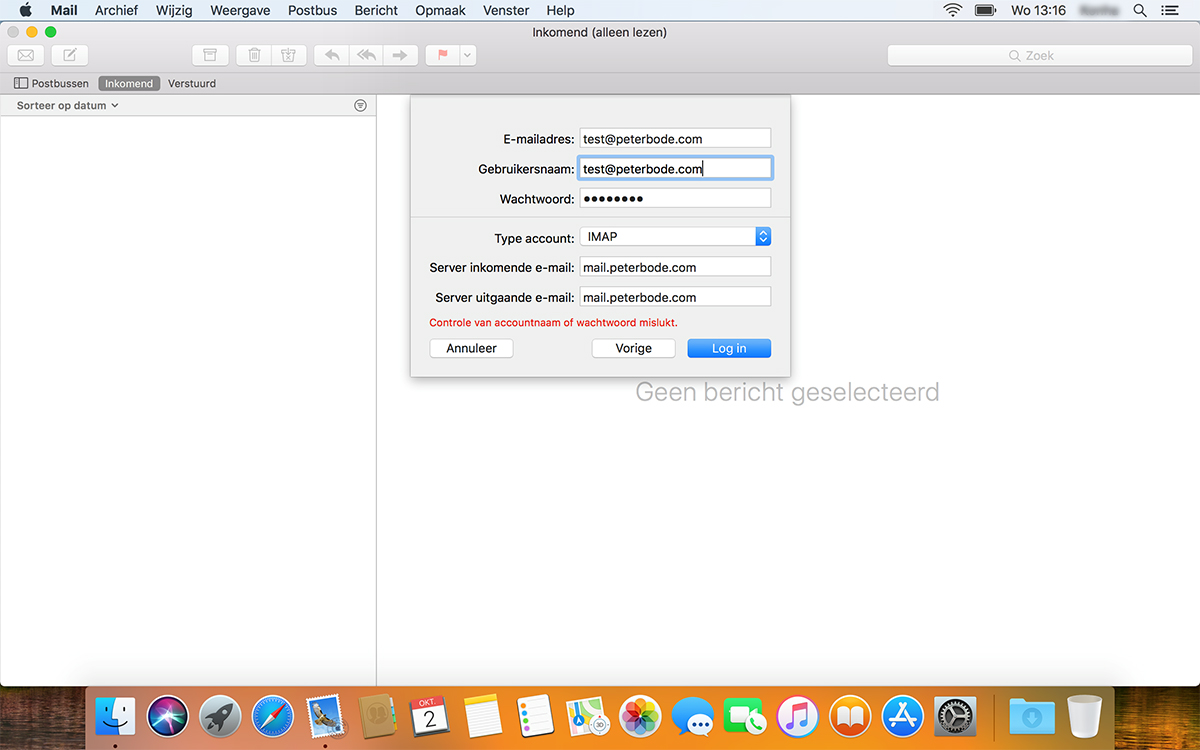 Mail Archief Wijzig Weergave Postbus Bericht Opmaak Venster Help Wo 13:16
Inkomend (alleen lezen)
Zoek
Postbussen Inkomend Verstuurd
Sorteer op datum
E-mailadres: test@peterbode.com
Gebruikersnaam: test@peterbode.com
Wachtwoord: ●●●●●●●●
Type account: IMAP
Server inkomende e-mail: mail.peterbode.com
Server uitgaande e-mail: mail.peterbode.com
Controle van accountnaam of wachtwoord mislukt.
Annuleer Vorige Log in
Geen bericht geselecteerd
OKT.
2